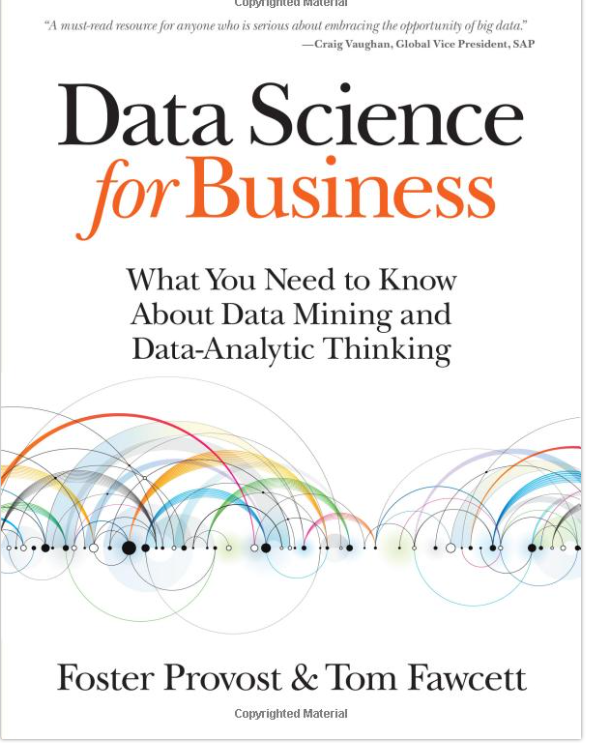 Copyrighted Material
“A must-read resource for anyone who is serious about embracing the opportunity of big data.”
—Craig Vaughan, Global Vice President, SAP
Data Science
for Business
What You Need to Know
About Data Mining and
Data-Analytic Thinking
Foster Provost & Tom Fawcett
Copyrighted Material